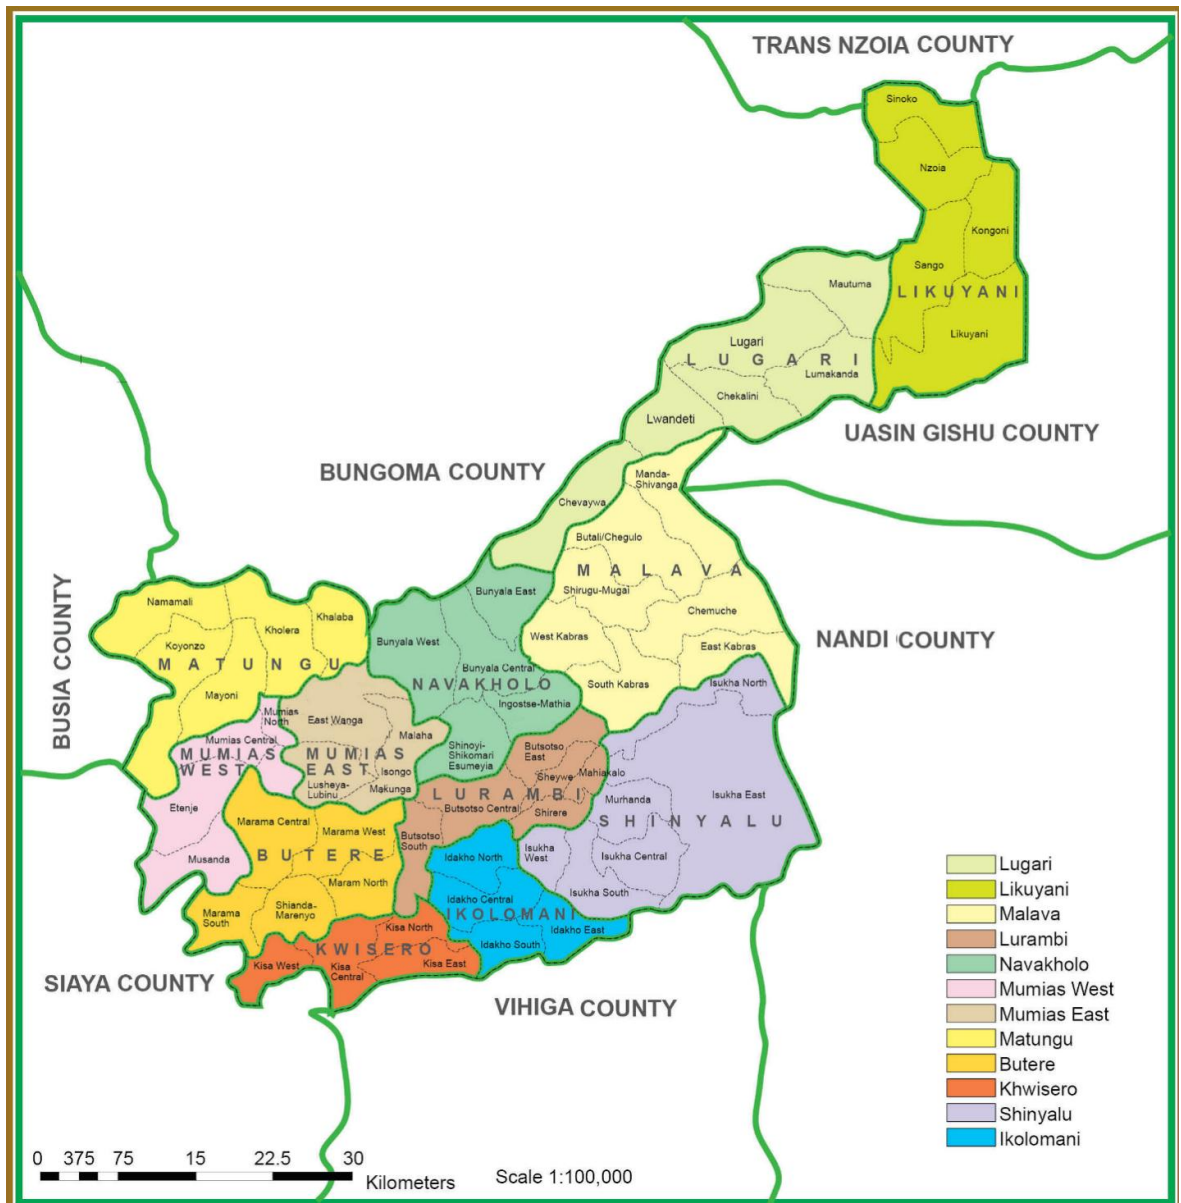 TRANS NZOIA COUNTY
Sinoko
Nzoia
Kongoni
Sango
LIKUYANI
Likuyani
Mautuma
Lugari
LUGARI
Lumakanda
Chekalini
Lwandeti
UASIN GISHU COUNTY
BUNGOMA COUNTY
Manda-
Shivanga
Chevaywa
Butali/Chegulo
MALAVA
Shirugu-Mugai
Chemuche
West Kabras
East Kabras
South Kabras
NANDI COUNTY
BUSIA COUNTY
Namamali
Khalaba
Kholera
Koyonzo
MATUNGU
Mayoni
Bunyala East
Bunyala West
Bunyala Central
NAVAKHOLO
Ingostse-Mathia
Shinoyi-
Shikomari
Esumeyia
Mumias
North
Mumias Central
MUMIAS
WEST
Etenje
Musanda
East Wanga
Malaha
MUMIAS
EAST
Isongo
Lusheya-
Lubinu
Makunga
Butsotso
East
Sheywe
Mahiakalo
LURAMBI
Butsotso Central
Shirere
Butsotso
South
Isukha North
Isukha East
Murhanda
SHINYALU
Isukha
West
Isukha Central
Isukha South
Marama Central
Marama West
BUTERE
Maram North
Shianda-
Marenyo
Marama
South
Idakho North
Idakho Central
IKOLOMANI
Idakho East
Idakho South
Kisa North
KWISERO
Kisa West
Kisa
Central
Kisa East
SIAYA COUNTY
VIHIGA COUNTY
Lugari
Likuyani
Malava
Lurambi
Navakholo
Mumias West
Mumias East
Matungu
Butere
Khwisero
Shinyalu
Ikolomani
0 375 75 15 22.5 30
Kilometers
Scale 1:100,000